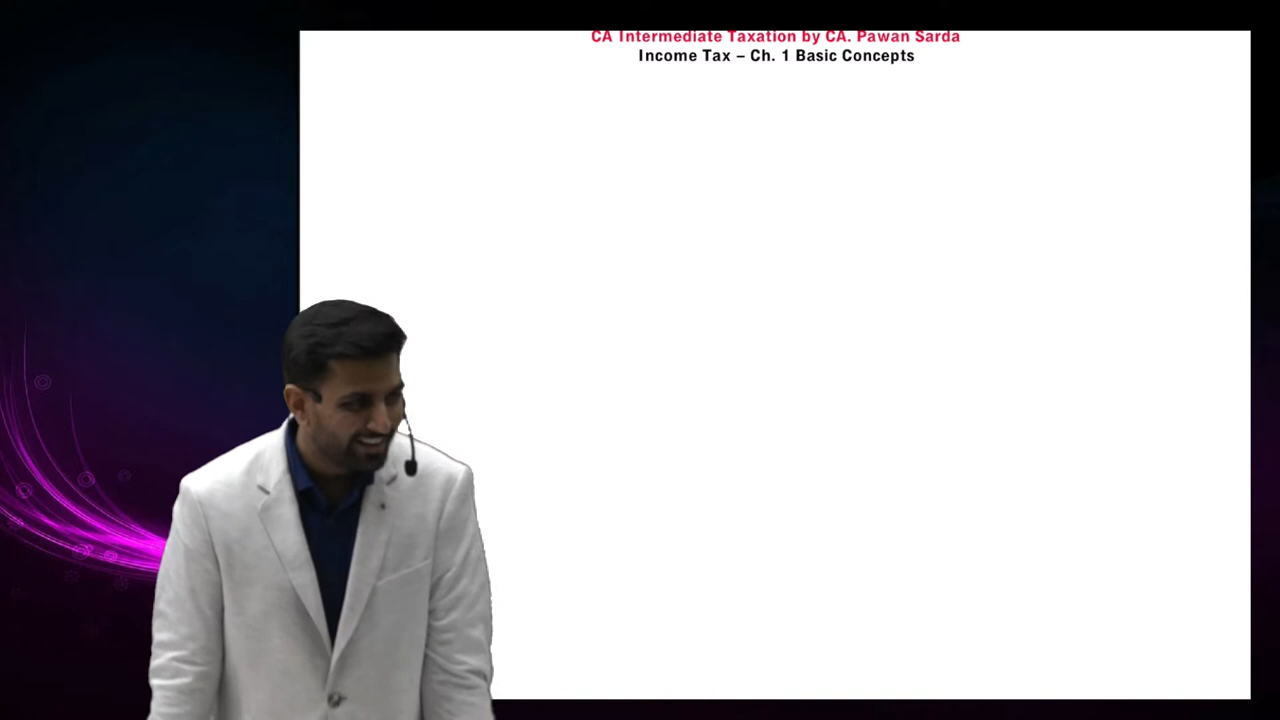 CA Intermediate Taxation by CA. Pawan Sarda
Income Tax – Ch. 1 Basic Concepts